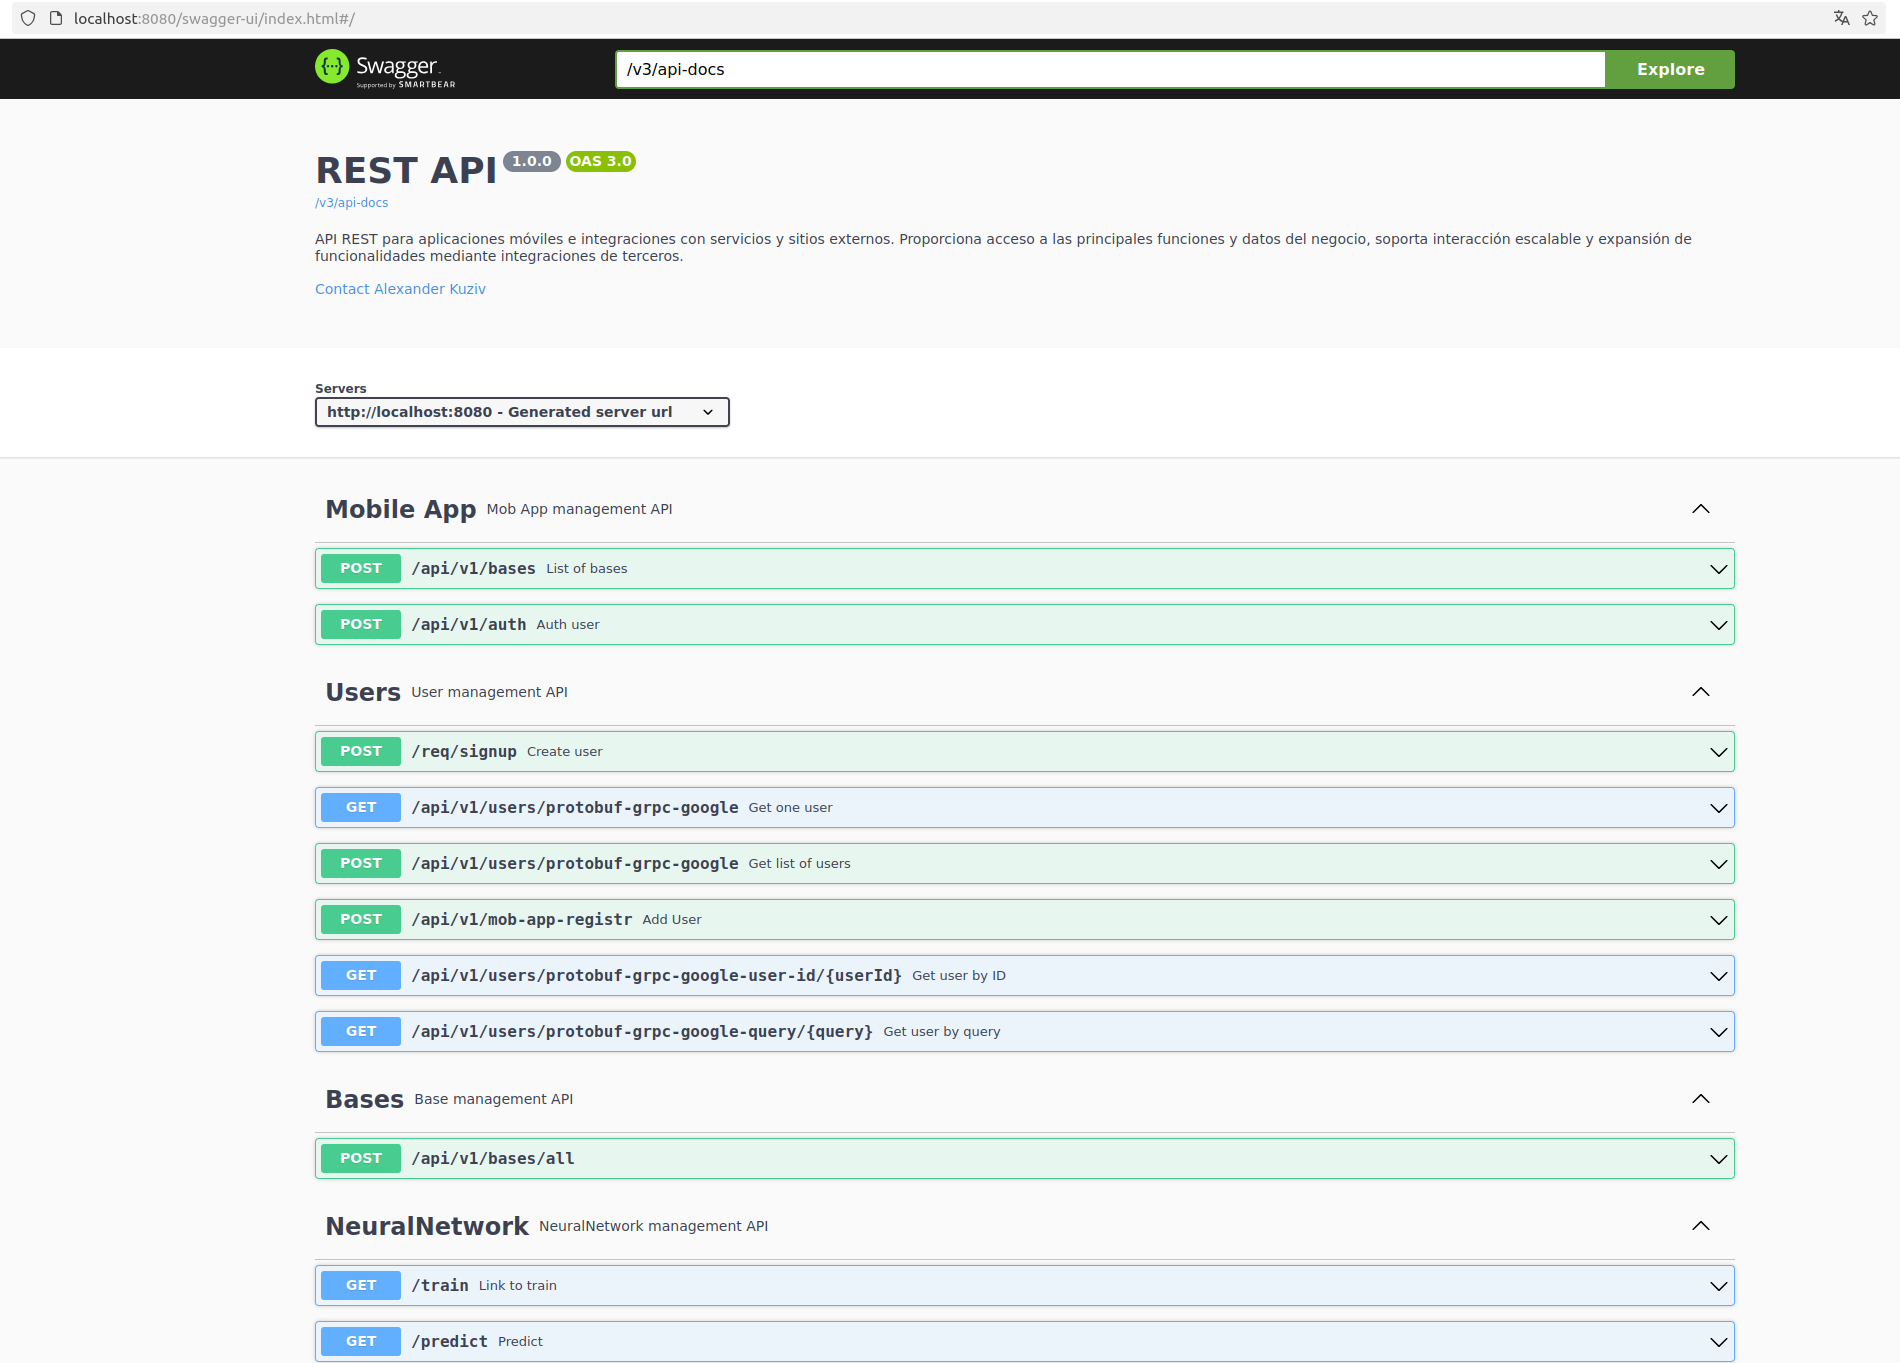 localhost:8080/swagger-ui/index.html#/
Swagger
Supported by SMARTBEAR
/v3/api-docs
Explore
REST API 1.0.0 OAS 3.0
/v3/api-docs
API REST para aplicaciones móviles e integraciones con servicios y sitios externos. Proporciona acceso a las principales funciones y datos del negocio, soporta interacción escalable y expansión de
funcionalidades mediante integraciones de terceros.
Contact Alexander Kuziv
Servers
http://localhost:8080 - Generated server url
Mobile App Mob App management API
POST /api/v1/bases List of bases
POST /api/v1/auth Auth user
Users User management API
POST /req/signup Create user
GET /api/v1/users/protobuf-grpc-google Get one user
POST /api/v1/users/protobuf-grpc-google Get list of users
POST /api/v1/mob-app-registr Add User
GET /api/v1/users/protobuf-grpc-google-user-id/{userId} Get user by ID
GET /api/v1/users/protobuf-grpc-google-query/{query} Get user by query
Bases Base management API
POST /api/v1/bases/all
NeuralNetwork NeuralNetwork management API
GET /train Link to train
GET /predict Predict